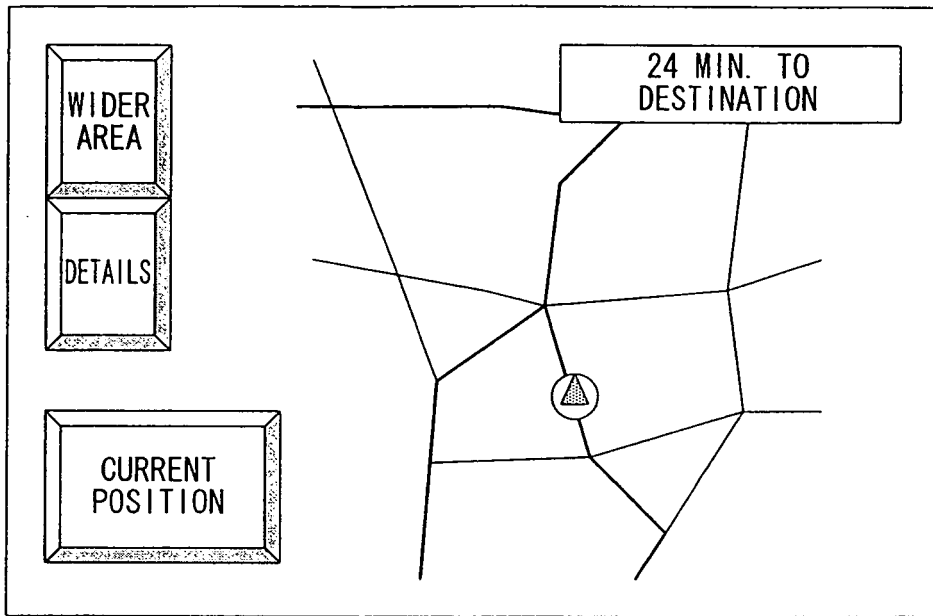 WIDER
AREA
DETAILS
CURRENT
POSITION
24 MIN. TO
DESTINATION